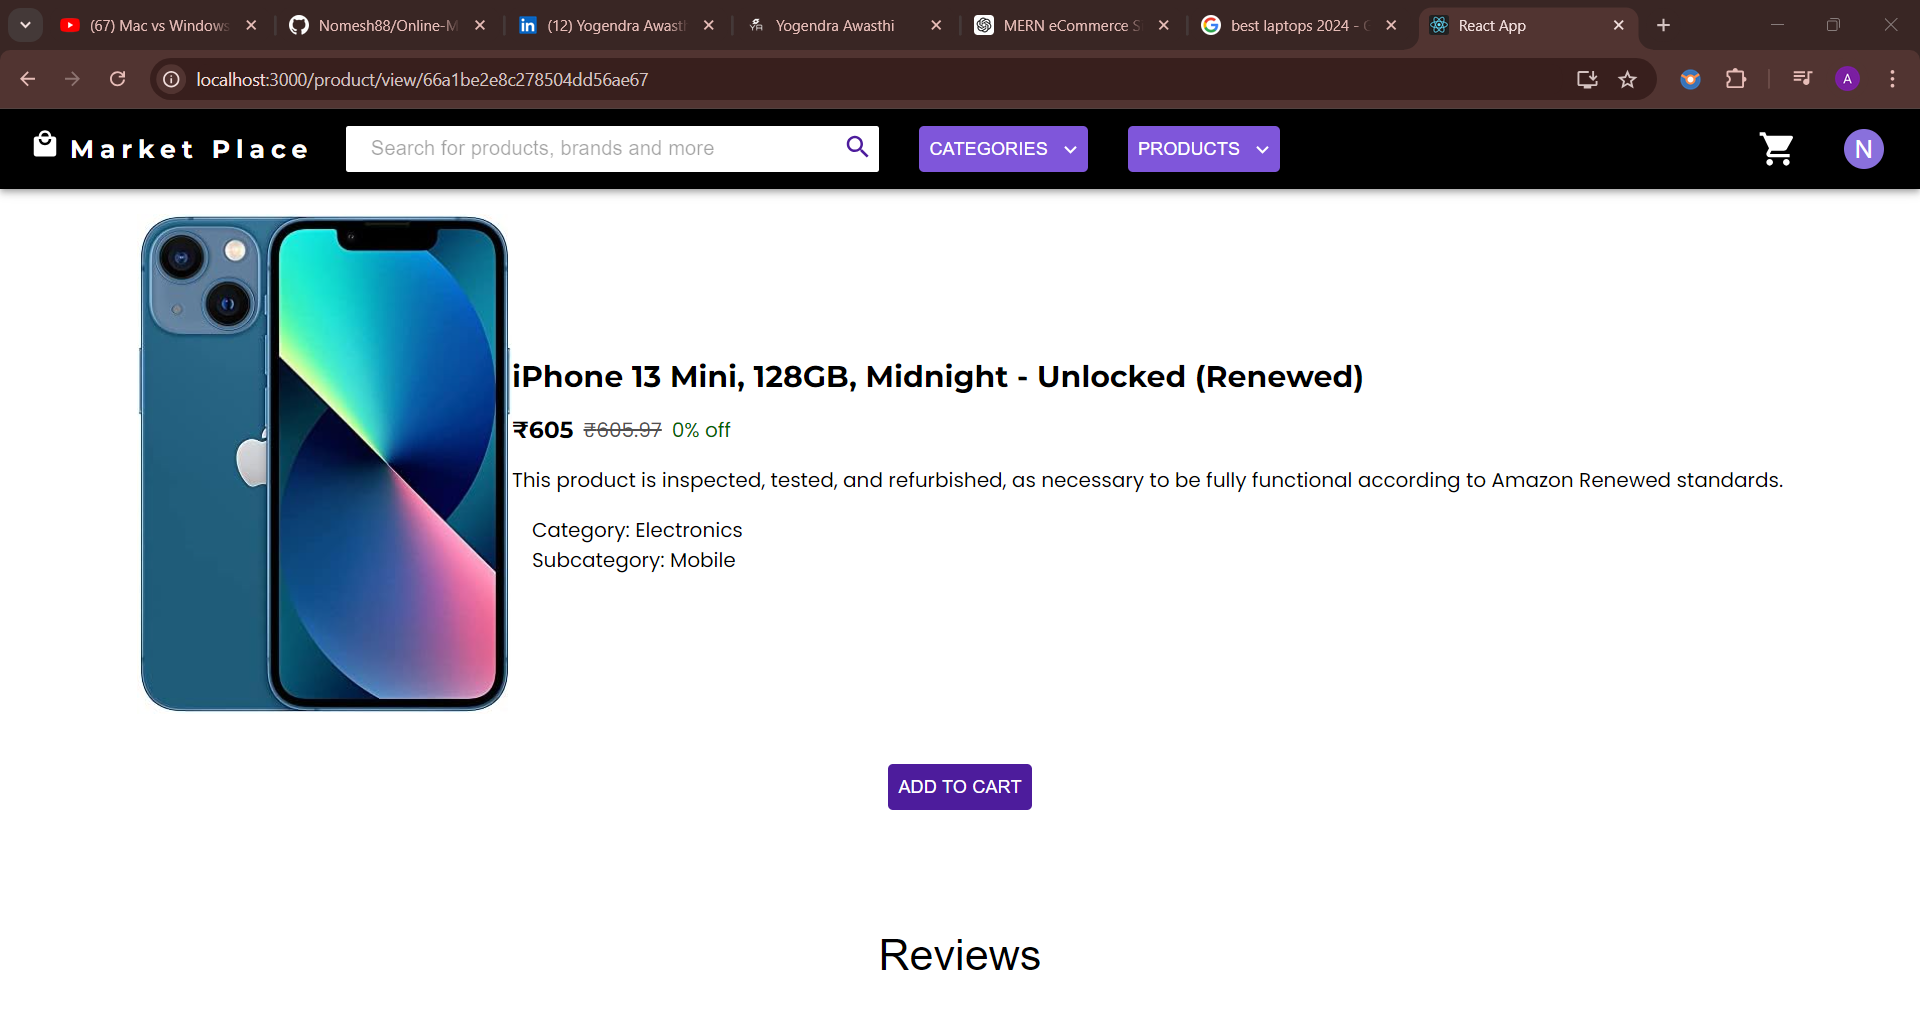 (67) Mac vs Windows
Nomesh88/Online-M
(12) Yogendra Awasth
Yogendra Awasthi
MERN eCommerce S
best laptops 2024 - G
React App
localhost:3000/product/view/66a1be2e8c278504dd56ae67
A
Market Place
Search for products, brands and more
CATEGORIES
PRODUCTS
N
iPhone 13 Mini, 128GB, Midnight - Unlocked (Renewed)
₹605 ₹605.97 0% off
This product is inspected, tested, and refurbished, as necessary to be fully functional according to Amazon Renewed standards.
Category: Electronics
Subcategory: Mobile
ADD TO CART
Reviews